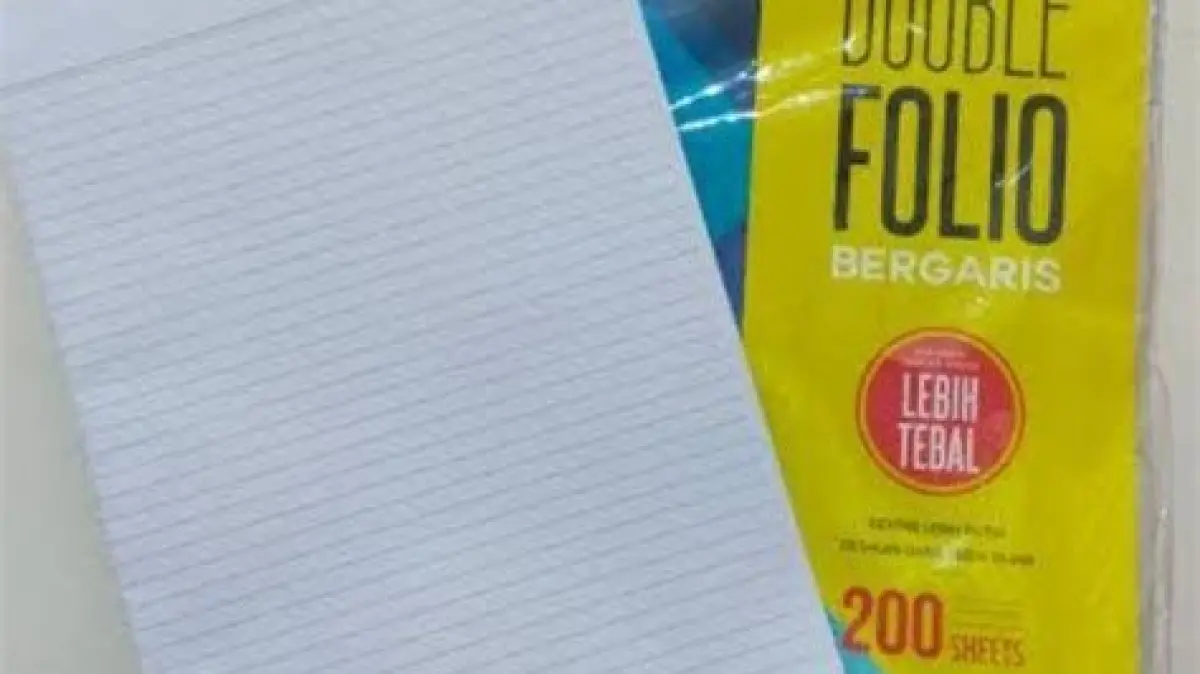 DOUBLE
FOLIO
BERGARIS
LEBIH
TEBAL
200
SHEETS